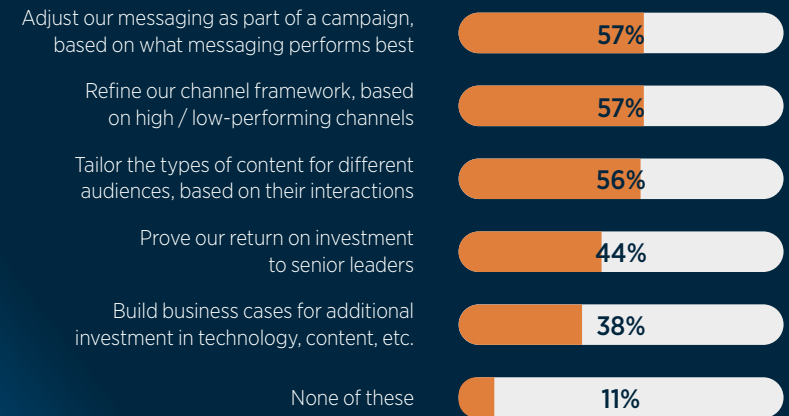 Adjust our messaging as part of a campaign,
based on what messaging performs best
57%
Refine our channel framework, based
on high / low-performing channels
57%
Tailor the types of content for different
audiences, based on their interactions
56%
Prove our return on investment
to senior leaders
44%
Build business cases for additional
investment in technology, content, etc.
38%
None of these
11%